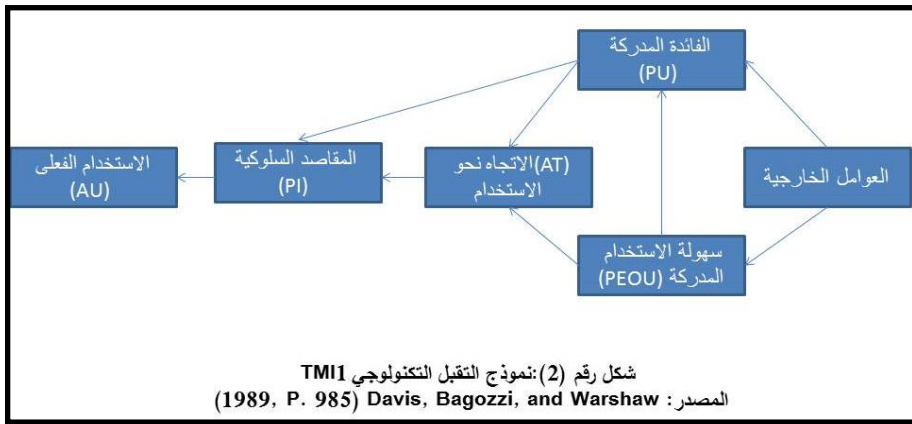 الفائدة المدركة
(PU)
العوامل الخارجية
سهولة الاستخدام
المدركة (PEOU)
(AT)الاتجاه نحو
الاستخدام
المقاصد السلوكية
(PI)
الاستخدام الفعلى
(AU)
شكل رقم (2):نموذج التقبل التكنولوجي TMI1
المصدر: Davis, Bagozzi, and Warshaw (1989, P. 985)